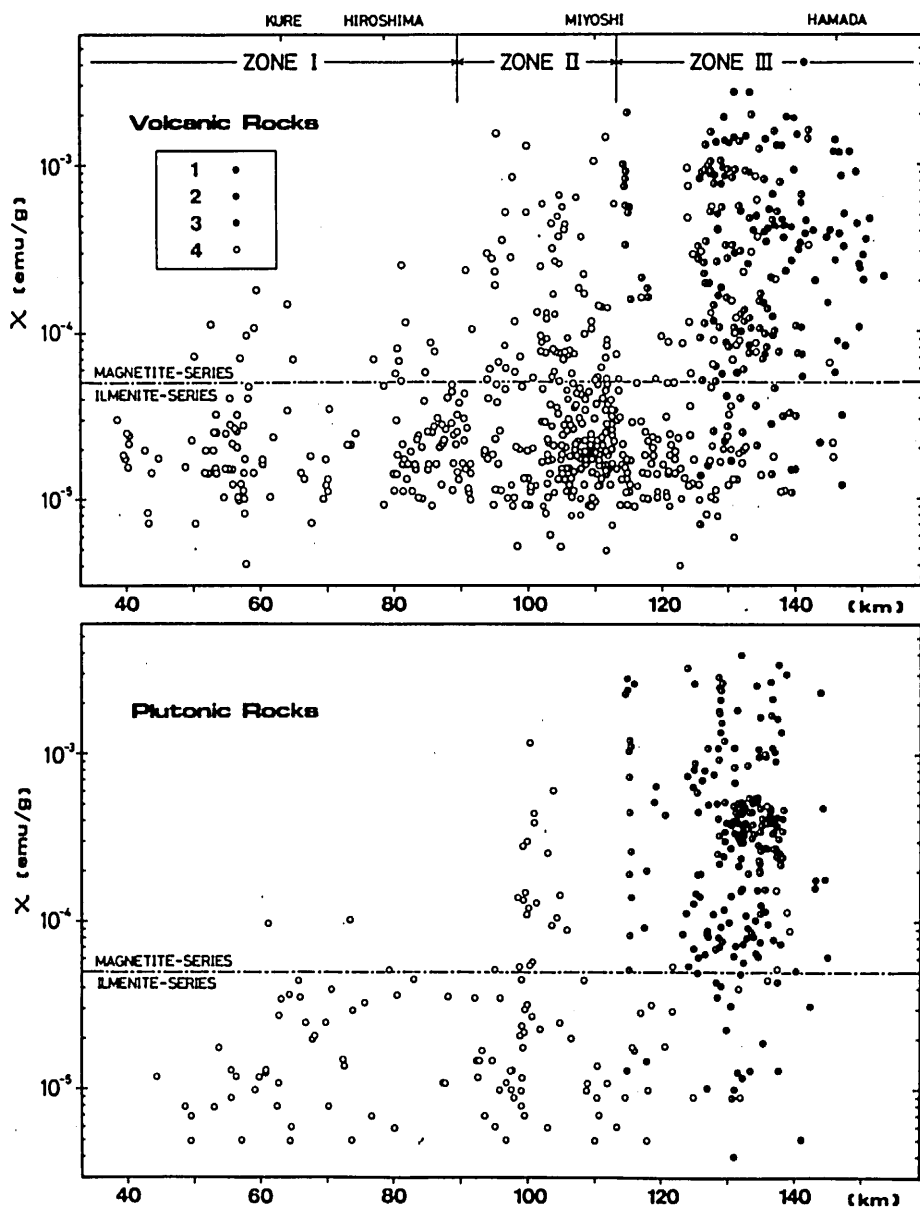 KURE HIROSHIMA MIYOSHI HAMADA
ZONE I ZONE II ZONE III
Volcanic Rocks
1
2
3
4
10⁻³
10⁻⁴
10⁻⁵
χ (emu/g)
MAGNETITE-SERIES
ILMENITE-SERIES
40 60 80 100 120 140 (km)
Plutonic Rocks
10⁻³
10⁻⁴
10⁻⁵
χ (emu/g)
MAGNETITE-SERIES
ILMENITE-SERIES
40 60 80 100 120 140 (km)